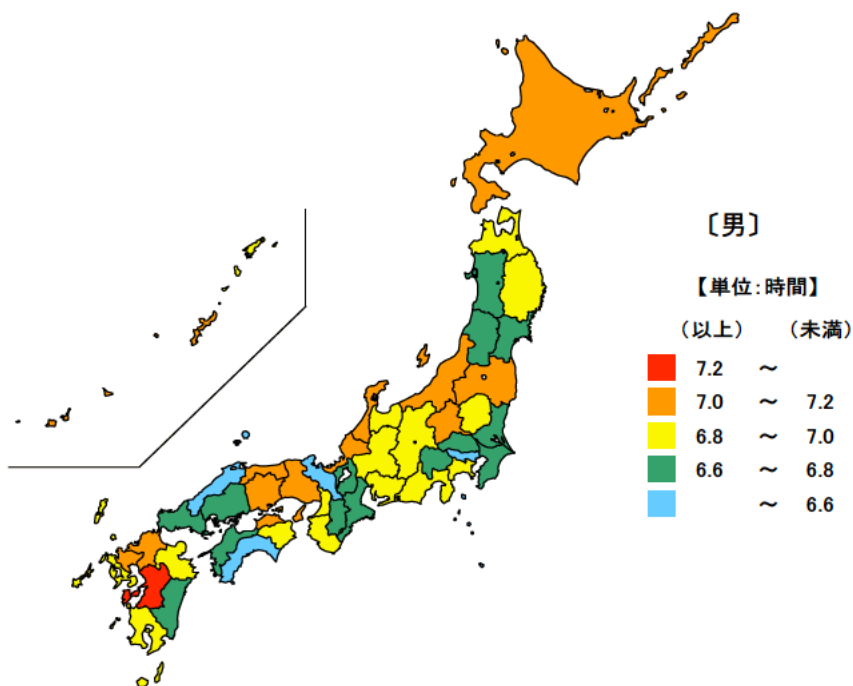 〔男〕
【単位:時間】
（以上） （未満）
7.2 ～
7.0 ～ 7.2
6.8 ～ 7.0
6.6 ～ 6.8
～ 6.6